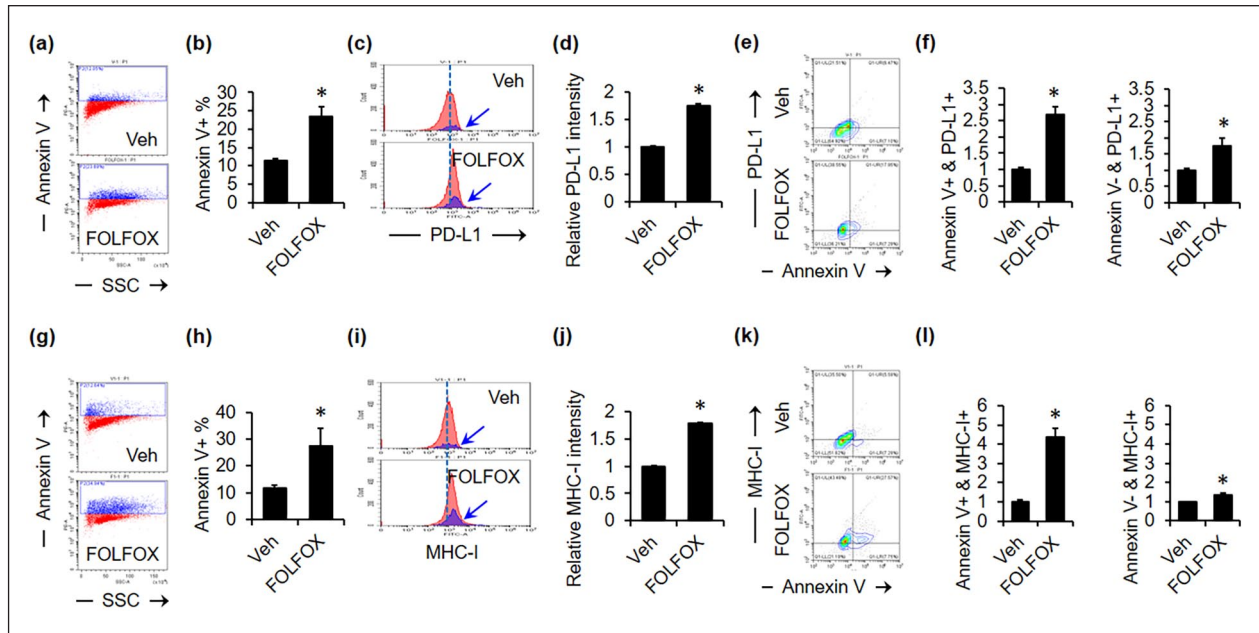 (a)
(b)
(c)
(d)
(e)
(f)
— Annexin V →
Veh
FOLFOX
— SSC →
Annexin V+ %
30
25
20
15
10
5
0
*
Veh
FOLFOX
Veh
FOLFOX
— PD-L1 →
Relative PD-L1 intensity
2
1.5
1
0.5
0
*
Veh
FOLFOX
Veh
FOLFOX
— PD-L1 →
– Annexin V →
Annexin V+ & PD-L1+
3.5
3
2.5
2
1.5
1
0.5
*
Veh
FOLFOX
Annexin V- & PD-L1+
3.5
3
2.5
2
1.5
1
0.5
*
Veh
FOLFOX
(g)
(h)
(i)
(j)
(k)
(l)
— Annexin V →
Veh
FOLFOX
— SSC →
Annexin V+ %
40
30
20
10
0
*
Veh
FOLFOX
Veh
FOLFOX
MHC-I
Relative MHC-I intensity
2
1.5
1
0.5
0
*
Veh
FOLFOX
Veh
FOLFOX
— MHC-I →
– Annexin V →
Annexin V+ & MHC-I+
6
5
4
3
2
1
0
*
Veh
FOLFOX
Annexin V- & MHC-I+
6
5
4
3
2
1
0
*
Veh
FOLFOX